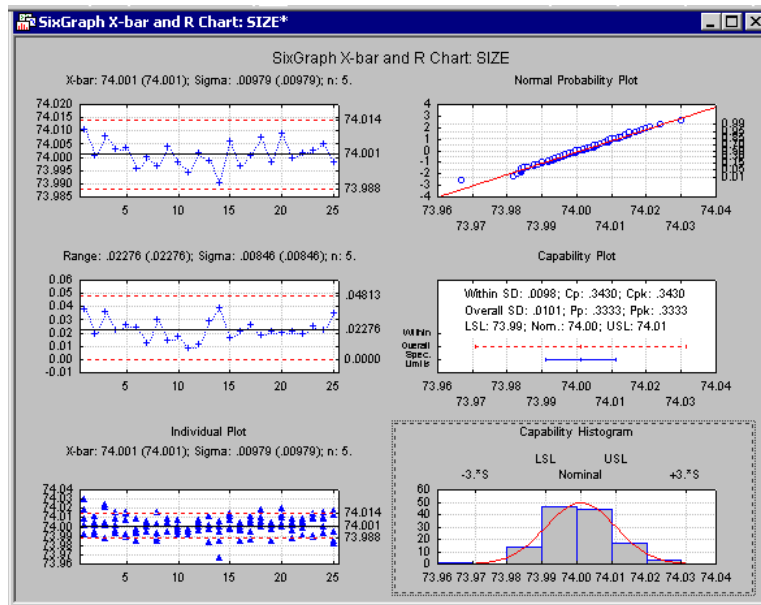 SixGraph X-bar and R Chart: SIZE*
SixGraph X-bar and R Chart: SIZE
X-bar: 74.001 (74.001); Sigma: .00979 (.00979); n: 5.
74.020
74.015
74.010
74.005
74.000
73.995
73.990
73.985
74.014
74.001
73.988
5 10 15 20 25
Normal Probability Plot
4
3
2
1
0
-1
-2
-3
-4
0.99
0.05
0.01
73.96 73.98 74.00 74.02 74.04
73.97 73.99 74.01 74.03
Range: .02276 (.02276); Sigma: .00846 (.00846); n: 5.
0.06
0.05
0.04
0.03
0.02
0.01
0.00
-0.01
.04813
.02276
0.0000
5 10 15 20 25
Capability Plot
Within SD: .0098; Cp: .3430; Cpk: .3430
Overall SD: .0101; Pp: .3333; Ppk: .3333
LSL: 73.99; Nom.: 74.00; USL: 74.01
Within
Overall
Spec.
Limits
73.96 73.98 74.00 74.02 74.04
73.97 73.99 74.01 74.03
Individual Plot
X-bar: 74.001 (74.001); Sigma: .00979 (.00979); n: 5.
74.04
74.03
74.02
74.01
74.00
73.99
73.98
73.97
73.96
74.014
74.001
73.988
5 10 15 20 25
Capability Histogram
LSL USL
-3.*S Nominal +3.*S
60
50
40
30
20
10
0
73.96 73.98 74.00 74.02 74.04
73.97 73.99 74.01 74.03